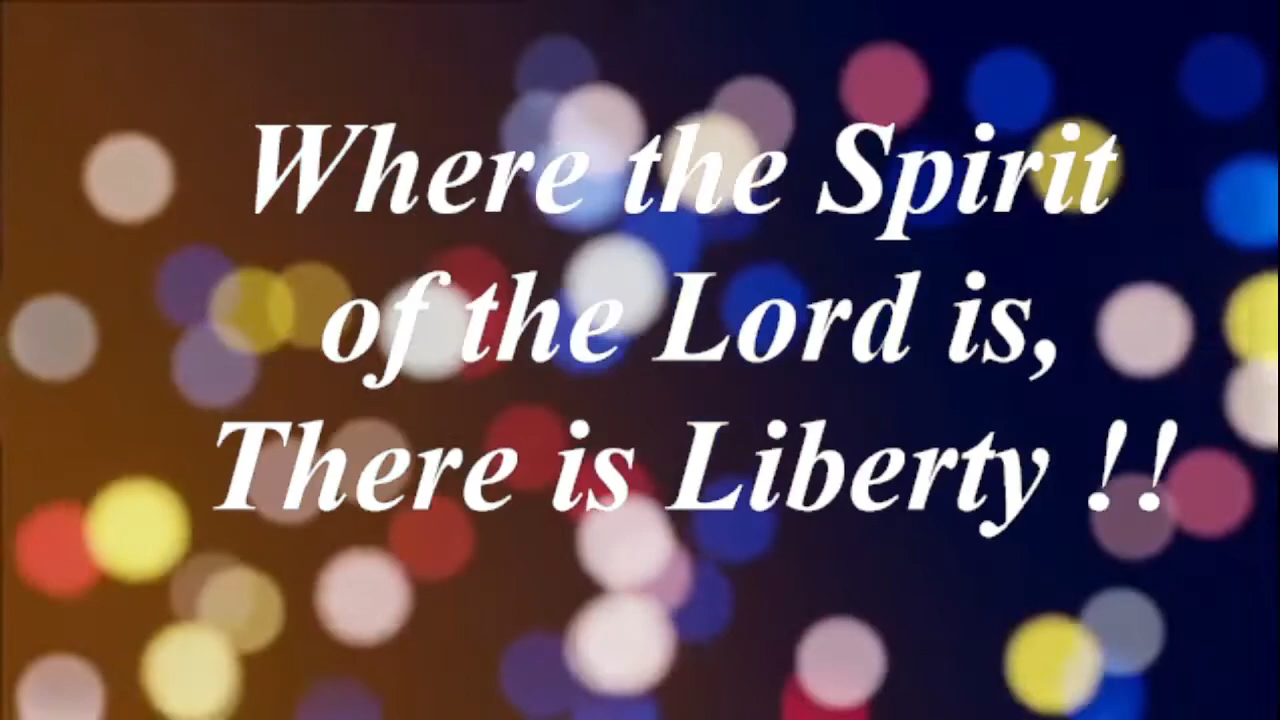 Where the Spirit
of the Lord is,
There is Liberty !!